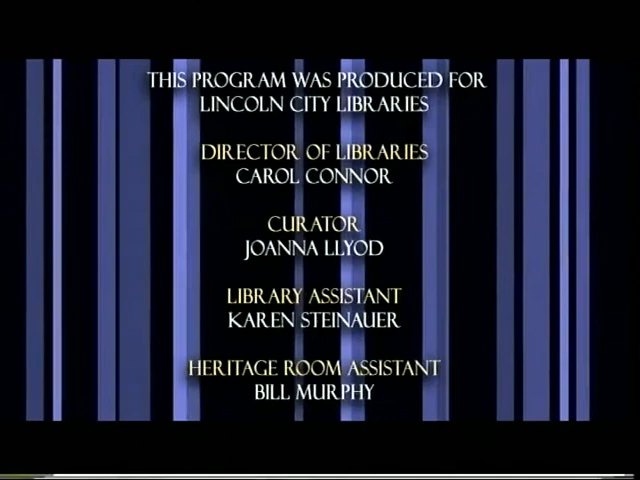 THIS PROGRAM WAS PRODUCED FOR
LINCOLN CITY LIBRARIES
DIRECTOR OF LIBRARIES
CAROL CONNOR
CURATOR
JOANNA LLYOD
LIBRARY ASSISTANT
KAREN STEINAUER
HERITAGE ROOM ASSISTANT
BILL MURPHY